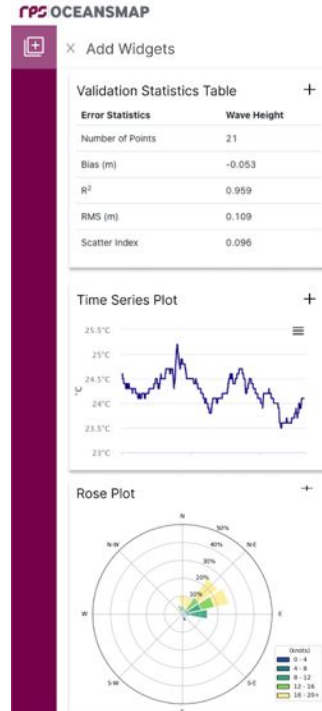 rps OCEANSMAP
× Add Widgets
Validation Statistics Table +
Error Statistics Wave Height
Number of Points 21
Bias (m) -0.053
R² 0.959
RMS (m) 0.109
Scatter Index 0.096
Time Series Plot +
25.5°C
25°C
24.5°C
°C
24°C
23.5°C
23°C
Rose Plot +
N
50%
N-W
N-E
40%
30%
20%
10%
W
E
S-W
S-E
S
(knots)
0 - 4
4 - 8
8 - 12
12 - 16
16 - 20+